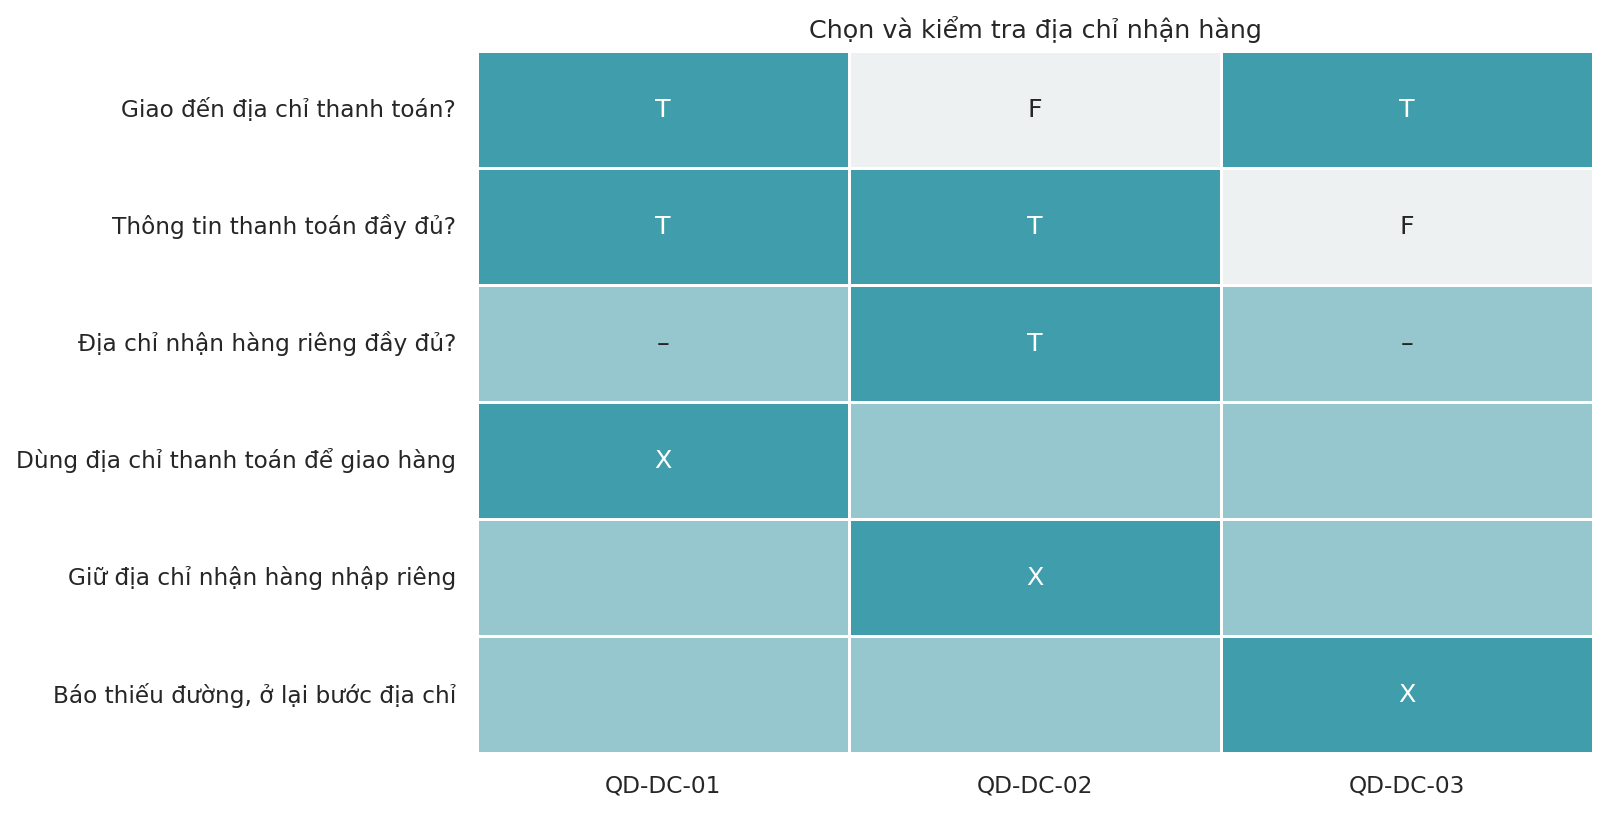 Chọn và kiểm tra địa chỉ nhận hàng
Giao đến địa chỉ thanh toán? T F T
Thông tin thanh toán đầy đủ? T T F
Địa chỉ nhận hàng riêng đầy đủ? – T –
Dùng địa chỉ thanh toán để giao hàng X
Giữ địa chỉ nhận hàng nhập riêng X
Báo thiếu đường, ở lại bước địa chỉ X
QD-DC-01 QD-DC-02 QD-DC-03